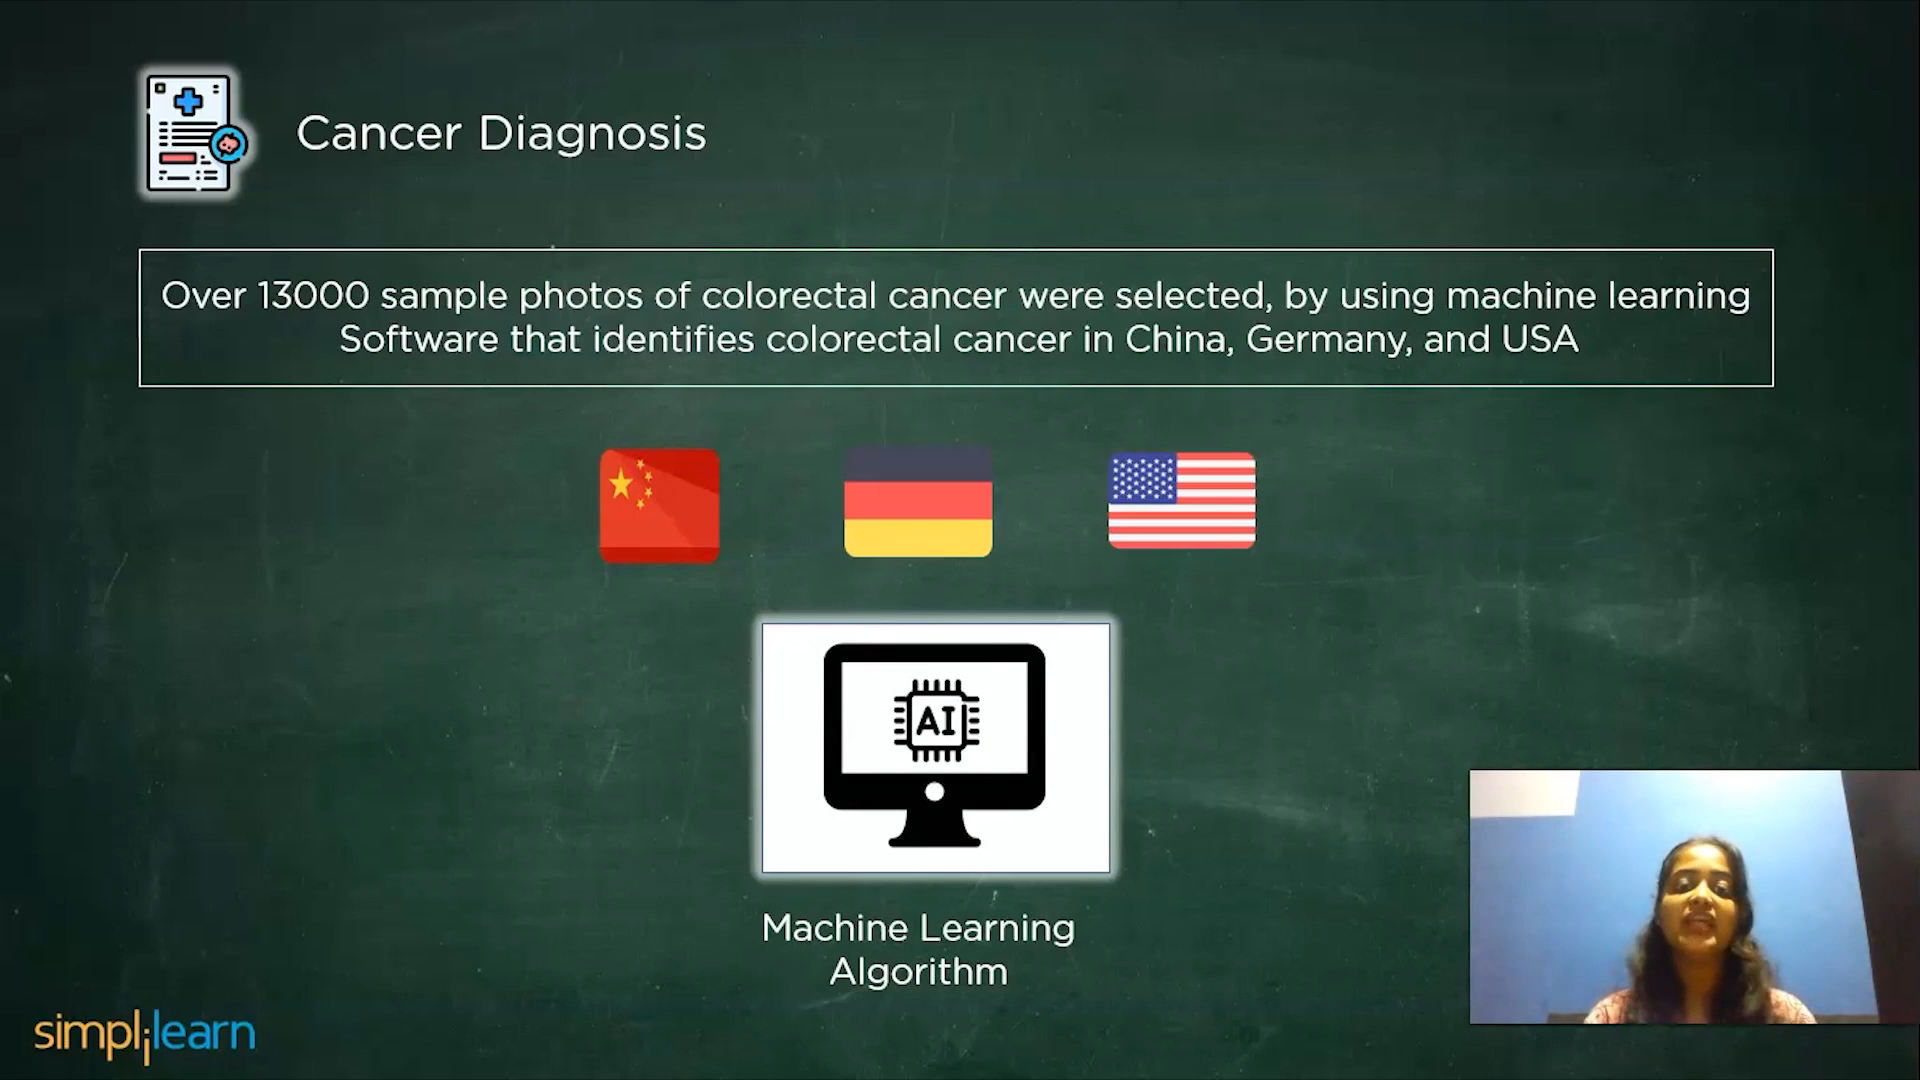 Cancer Diagnosis
Over 13000 sample photos of colorectal cancer were selected, by using machine learning
Software that identifies colorectal cancer in China, Germany, and USA
AI
Machine Learning
Algorithm
simplilearn